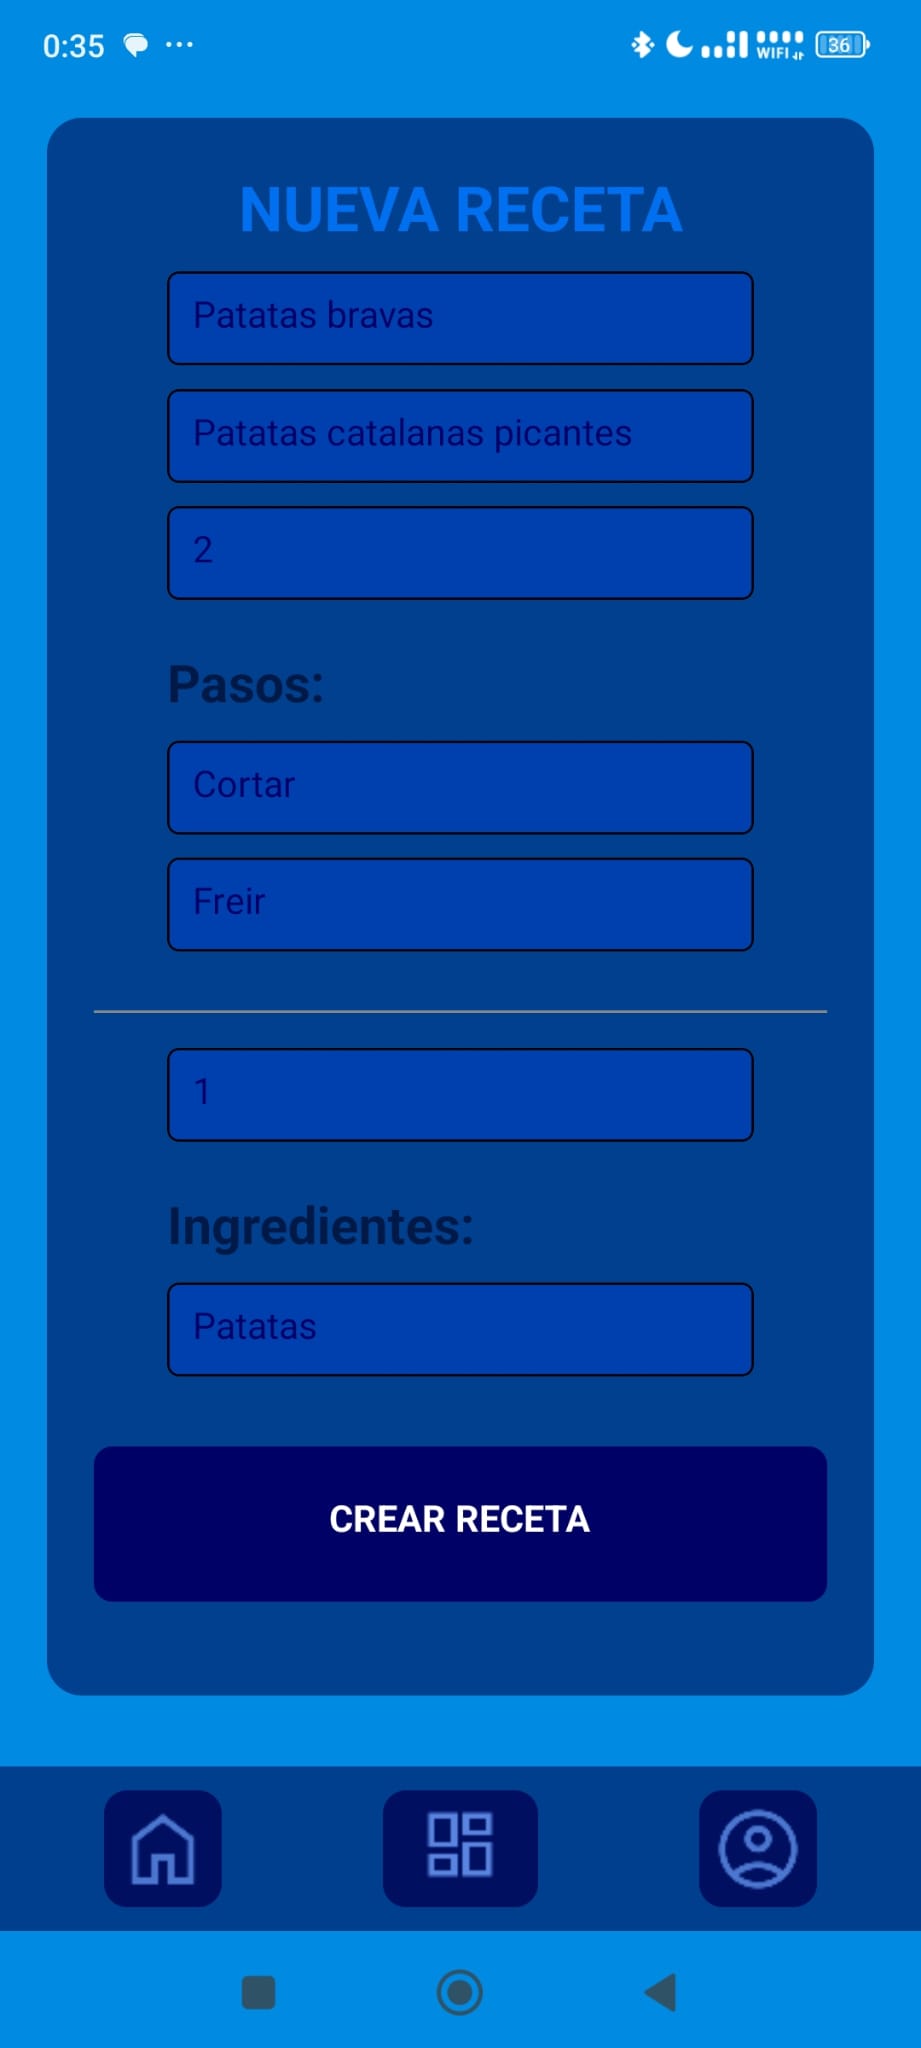 0:35
WIFI
36
NUEVA RECETA
Patatas bravas
Patatas catalanas picantes
2
Pasos:
Cortar
Freir
1
Ingredientes:
Patatas
CREAR RECETA